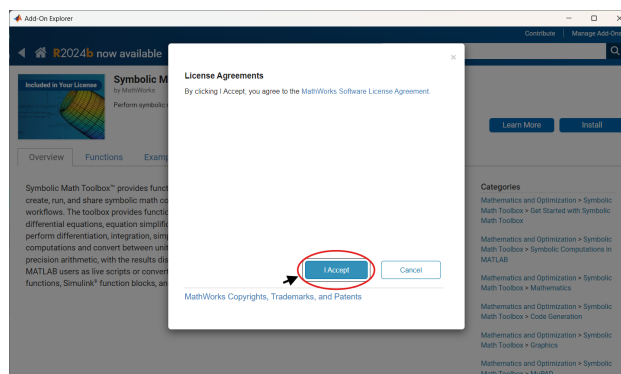 Add-On Explorer
Contribute | Manage Add-Ons
R2024b now available
Included in Your License
Symbolic M
by MathWorks
Perform symbolic
Learn More
Install
Overview
Functions
Examp
Symbolic Math Toolbox™ provides funct
create, run, and share symbolic math co
workflows. The toolbox provides functio
differential equations, equation simplific
perform differentiation, integration, simp
computations and convert between unit
precision arithmetic, with the results dis
MATLAB users as live scripts or convert
functions, Simulink® function blocks, an
License Agreements
By clicking I Accept, you agree to the MathWorks Software License Agreement.
I Accept
Cancel
MathWorks Copyrights, Trademarks, and Patents
Categories
Mathematics and Optimization > Symbolic
Math Toolbox > Get Started with Symbolic
Math Toolbox
Mathematics and Optimization > Symbolic
Math Toolbox > Symbolic Computations in
MATLAB
Mathematics and Optimization > Symbolic
Math Toolbox > Mathematics
Mathematics and Optimization > Symbolic
Math Toolbox > Code Generation
Mathematics and Optimization > Symbolic
Math Toolbox > Graphics
Mathematics and Optimization > Symbolic
Math Toolbox > MuPAD